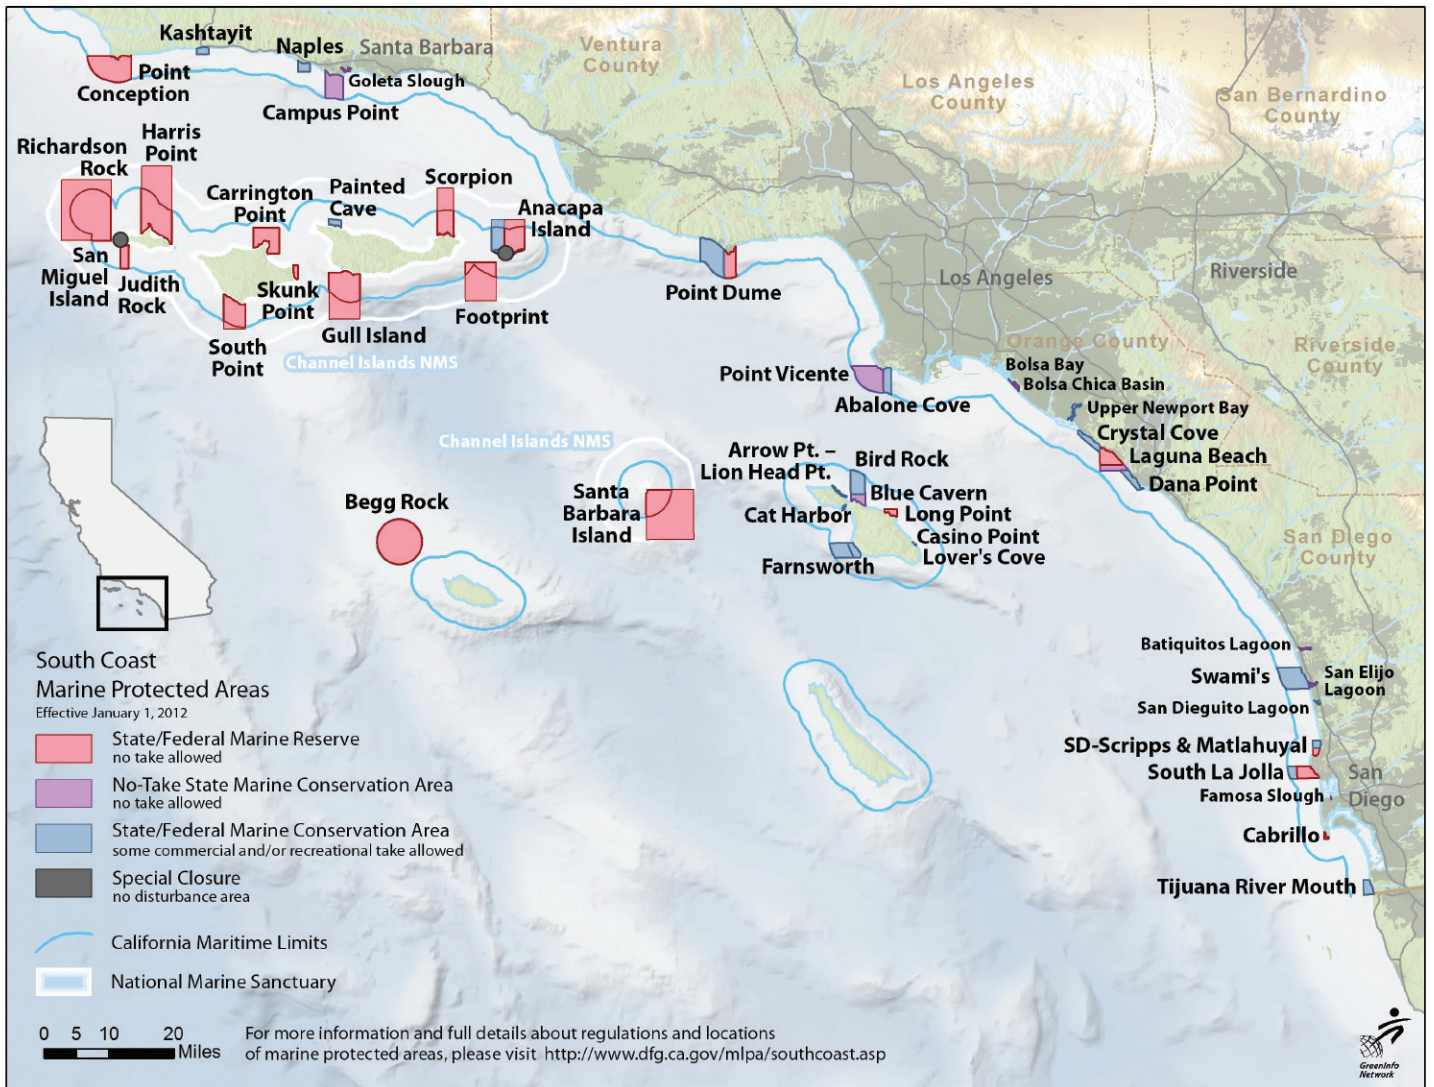 Kashtayit
Naples
Santa Barbara
Ventura
County
Point
Conception
Goleta Slough
Campus Point
Los Angeles
County
San Bernardino
County
Richardson
Rock
Harris
Point
Carrington
Point
Painted
Cave
Scorpion
Anacapa
Island
San
Miguel
Island
Judith
Rock
Skunk
Point
South
Point
Gull Island
Footprint
Channel Islands NMS
Point Dume
Los Angeles
Riverside
Orange County
Riverside
County
Point Vicente
Abalone Cove
Bolsa Bay
Bolsa Chica Basin
Upper Newport Bay
Crystal Cove
Laguna Beach
Dana Point
Channel Islands NMS
Begg Rock
Santa
Barbara
Island
Arrow Pt. –
Lion Head Pt.
Bird Rock
Blue Cavern
Cat Harbor
Long Point
Casino Point
Lover's Cove
Farnsworth
San Diego
County
Batiquitos Lagoon
Swami's
San Elijo
Lagoon
San Dieguito Lagoon
SD-Scripps & Matlahuyal
South La Jolla
San
Diego
Famosa Slough
Cabrillo
Tijuana River Mouth
South Coast
Marine Protected Areas
Effective January 1, 2012
State/Federal Marine Reserve
no take allowed
No-Take State Marine Conservation Area
no take allowed
State/Federal Marine Conservation Area
some commercial and/or recreational take allowed
Special Closure
no disturbance area
California Maritime Limits
National Marine Sanctuary
0 5 10 20
Miles
For more information and full details about regulations and locations
of marine protected areas, please visit http://www.dfg.ca.gov/mlpa/southcoast.asp
GreenInfo
Network